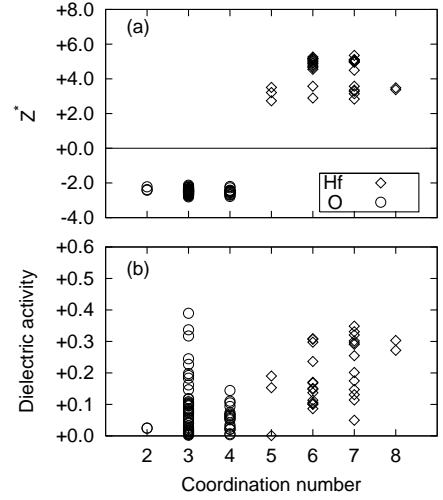 (a)
+8.0
+6.0
+4.0
+2.0
+0.0
-2.0
-4.0
Z*
Hf
O
(b)
+0.6
+0.5
+0.4
+0.3
+0.2
+0.1
+0.0
Dielectric activity
2 3 4 5 6 7 8
Coordination number